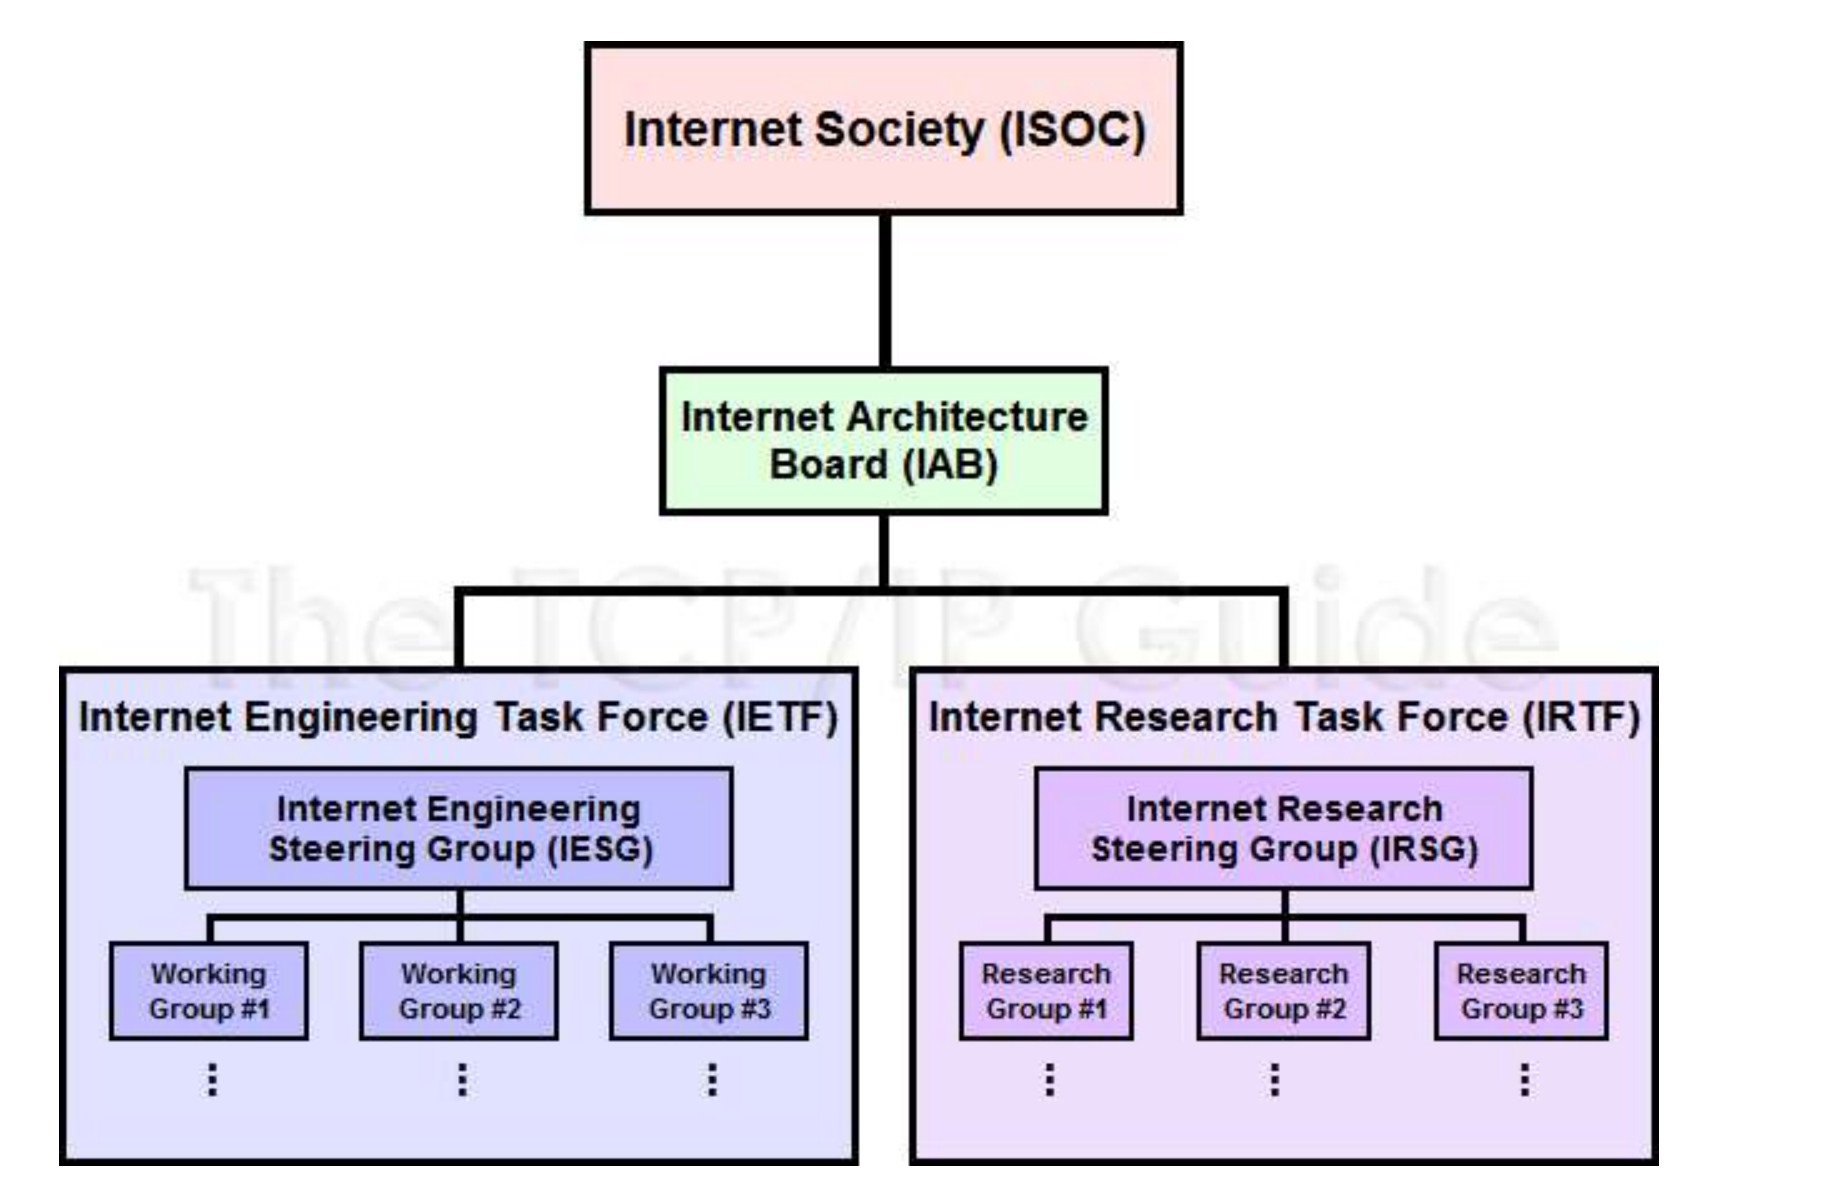 Internet Society (ISOC)
Internet Architecture
Board (IAB)
The TCP/IP Guide
Internet Engineering Task Force (IETF)
Internet Engineering
Steering Group (IESG)
Working
Group #1
Working
Group #2
Working
Group #3
Internet Research Task Force (IRTF)
Internet Research
Steering Group (IRSG)
Research
Group #1
Research
Group #2
Research
Group #3